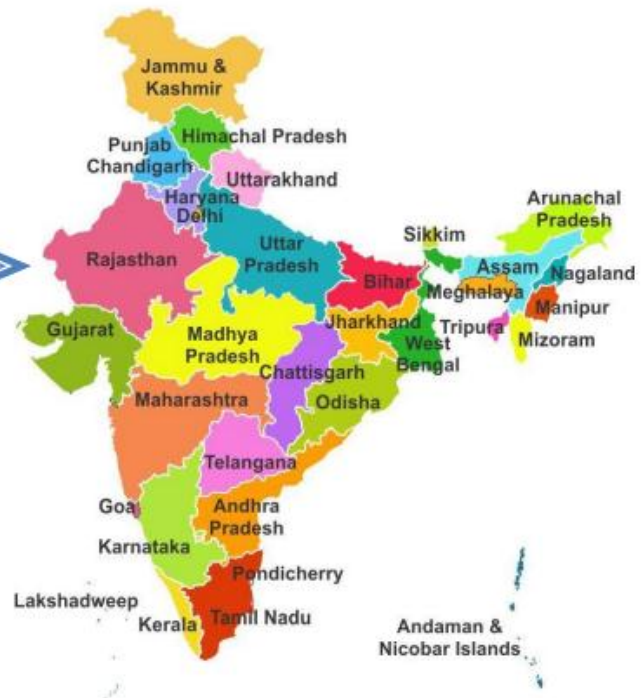 Jammu &
Kashmir
Himachal Pradesh
Punjab
Chandigarh
Uttarakhand
Haryana
Delhi
Arunachal
Pradesh
Sikkim
Rajasthan
Uttar
Pradesh
Assam
Nagaland
Bihar
Meghalaya
Manipur
Gujarat
Madhya
Pradesh
Jharkhand
Tripura
West
Bengal
Mizoram
Chattisgarh
Maharashtra
Odisha
Telangana
Goa
Andhra
Pradesh
Karnataka
Pondicherry
Lakshadweep
Kerala
Tamil Nadu
Andaman &
Nicobar Islands